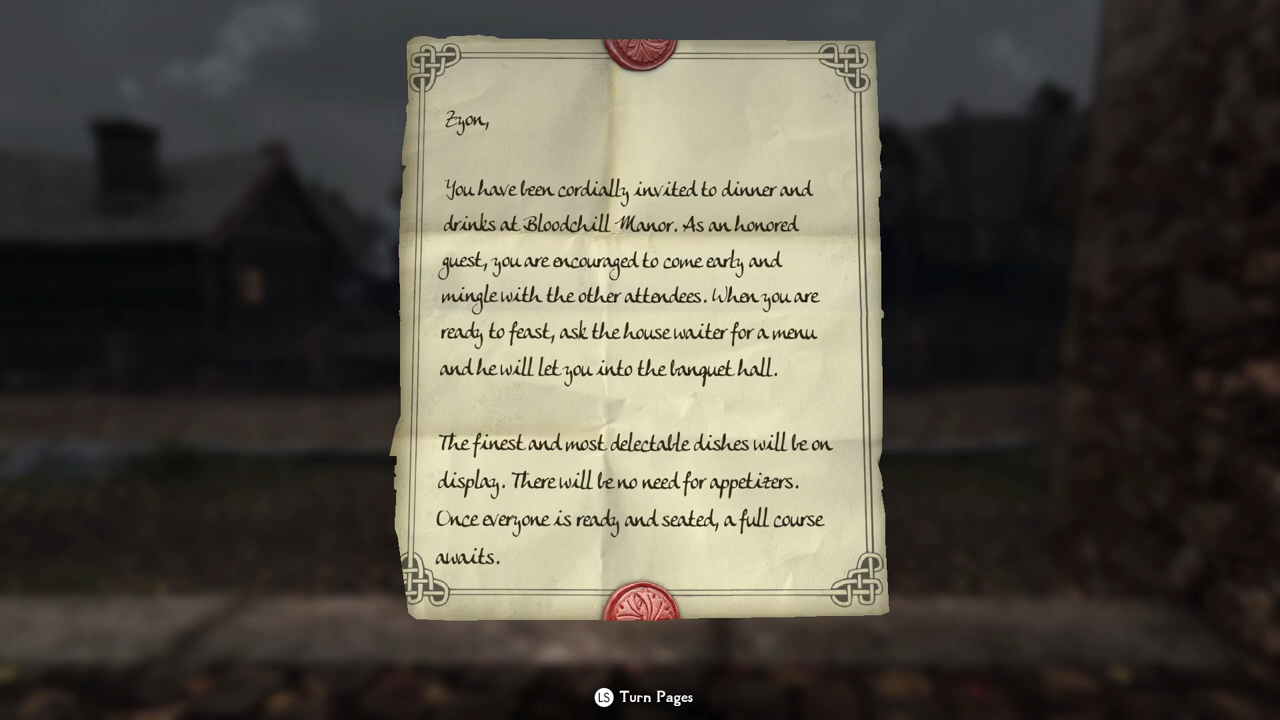 Zyon,
You have been cordially invited to dinner and
drinks at Bloodchill Manor. As an honored
guest, you are encouraged to come early and
mingle with the other attendees. When you are
ready to feast, ask the house waiter for a menu
and he will let you into the banquet hall.
The finest and most delectable dishes will be on
display. There will be no need for appetizers.
Once everyone is ready and seated, a full course
awaits.
LS Turn Pages